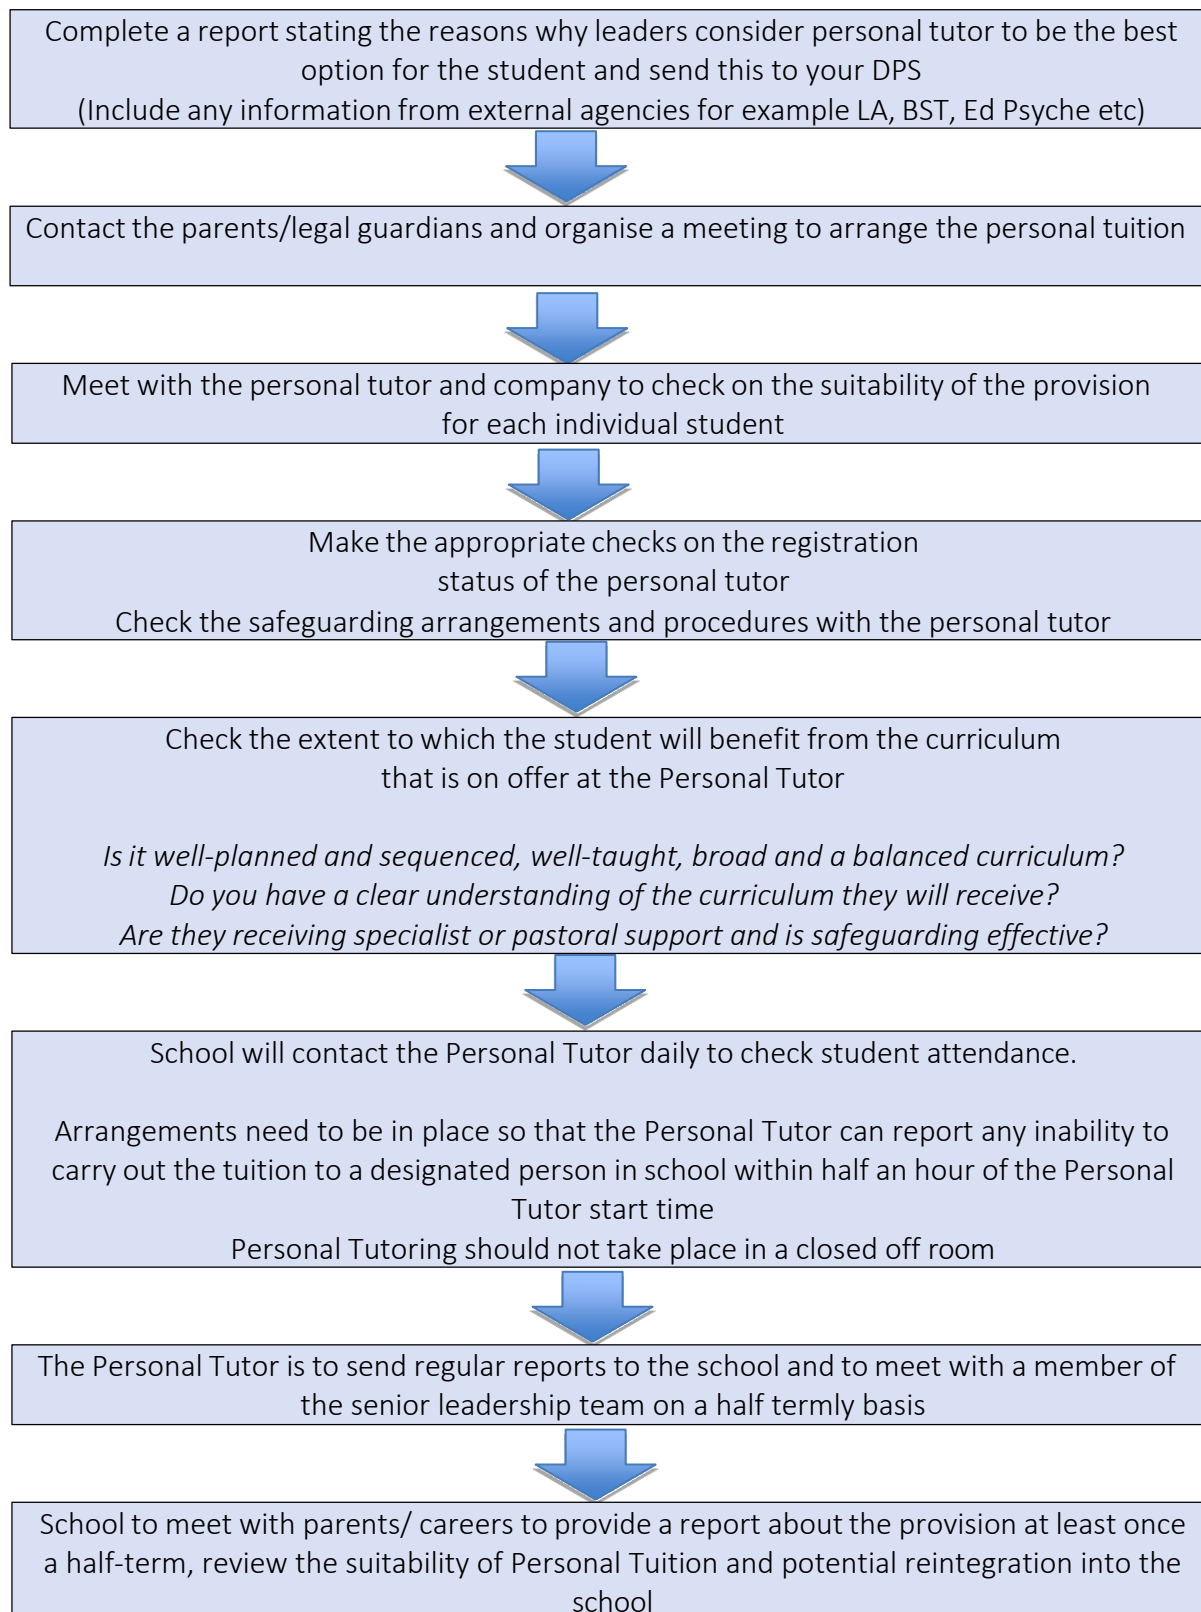 Complete a report stating the reasons why leaders consider personal tutor to be the best
option for the student and send this to your DPS
(Include any information from external agencies for example LA, BST, Ed Psyche etc)
Contact the parents/legal guardians and organise a meeting to arrange the personal tuition
Meet with the personal tutor and company to check on the suitability of the provision
for each individual student
Make the appropriate checks on the registration
status of the personal tutor
Check the safeguarding arrangements and procedures with the personal tutor
Check the extent to which the student will benefit from the curriculum
that is on offer at the Personal Tutor
Is it well-planned and sequenced, well-taught, broad and a balanced curriculum?
Do you have a clear understanding of the curriculum they will receive?
Are they receiving specialist or pastoral support and is safeguarding effective?
School will contact the Personal Tutor daily to check student attendance.
Arrangements need to be in place so that the Personal Tutor can report any inability to
carry out the tuition to a designated person in school within half an hour of the Personal
Tutor start time
Personal Tutoring should not take place in a closed off room
The Personal Tutor is to send regular reports to the school and to meet with a member of
the senior leadership team on a half termly basis
School to meet with parents/ careers to provide a report about the provision at least once
a half-term, review the suitability of Personal Tuition and potential reintegration into the
school